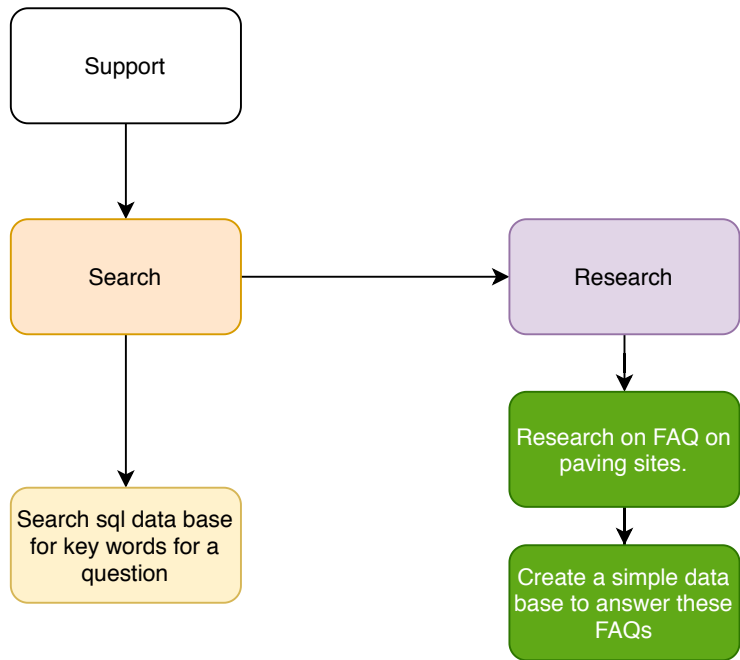 Support
Search
Research
Research on FAQ on
paving sites.
Search sql data base
for key words for a
question
Create a simple data
base to answer these
FAQs